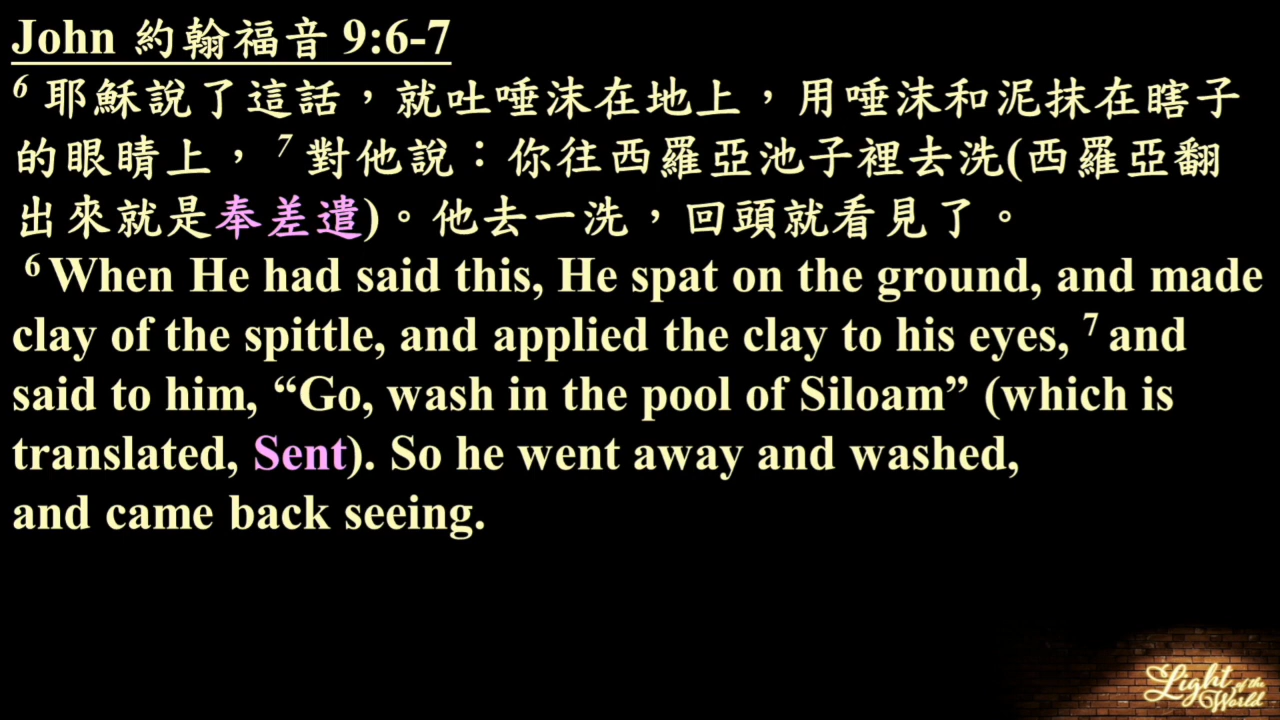 John 約翰福音 9:6-7
6 耶穌說了這話，就吐唾沫在地上，用唾沫和泥抹在瞎子
的眼睛上， 7 對他說：你往西羅亞池子裡去洗(西羅亞翻
出來就是奉差遣)。他去一洗，回頭就看見了。
6 When He had said this, He spat on the ground, and made
clay of the spittle, and applied the clay to his eyes, 7 and
said to him, “Go, wash in the pool of Siloam” (which is
translated, Sent). So he went away and washed,
and came back seeing.
Light of the
World